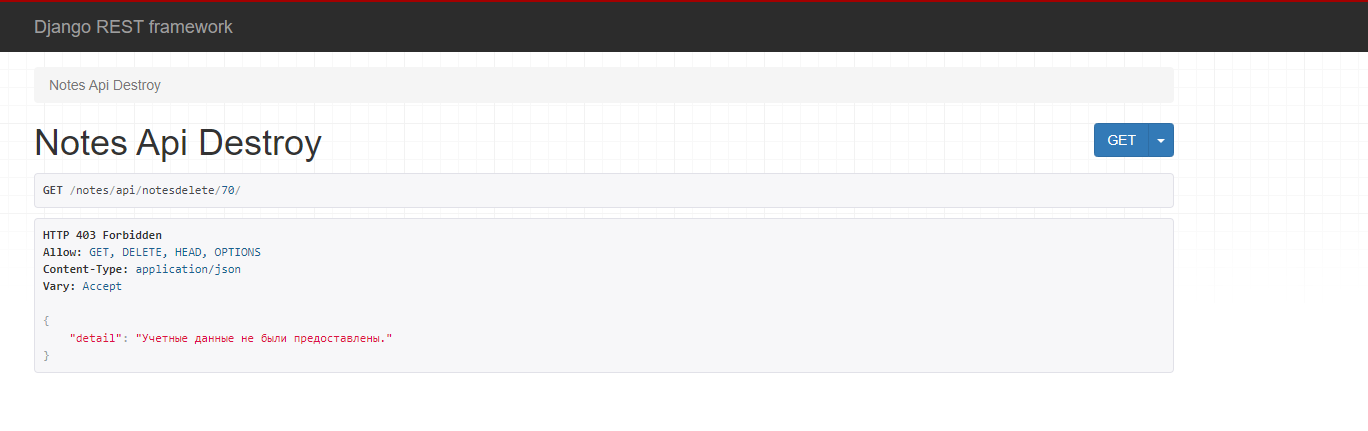 Django REST framework
Notes Api Destroy
Notes Api Destroy
GET
GET /notes/api/notesdelete/70/
HTTP 403 Forbidden
Allow: GET, DELETE, HEAD, OPTIONS
Content-Type: application/json
Vary: Accept
{
"detail": "Учетные данные не были предоставлены."
}